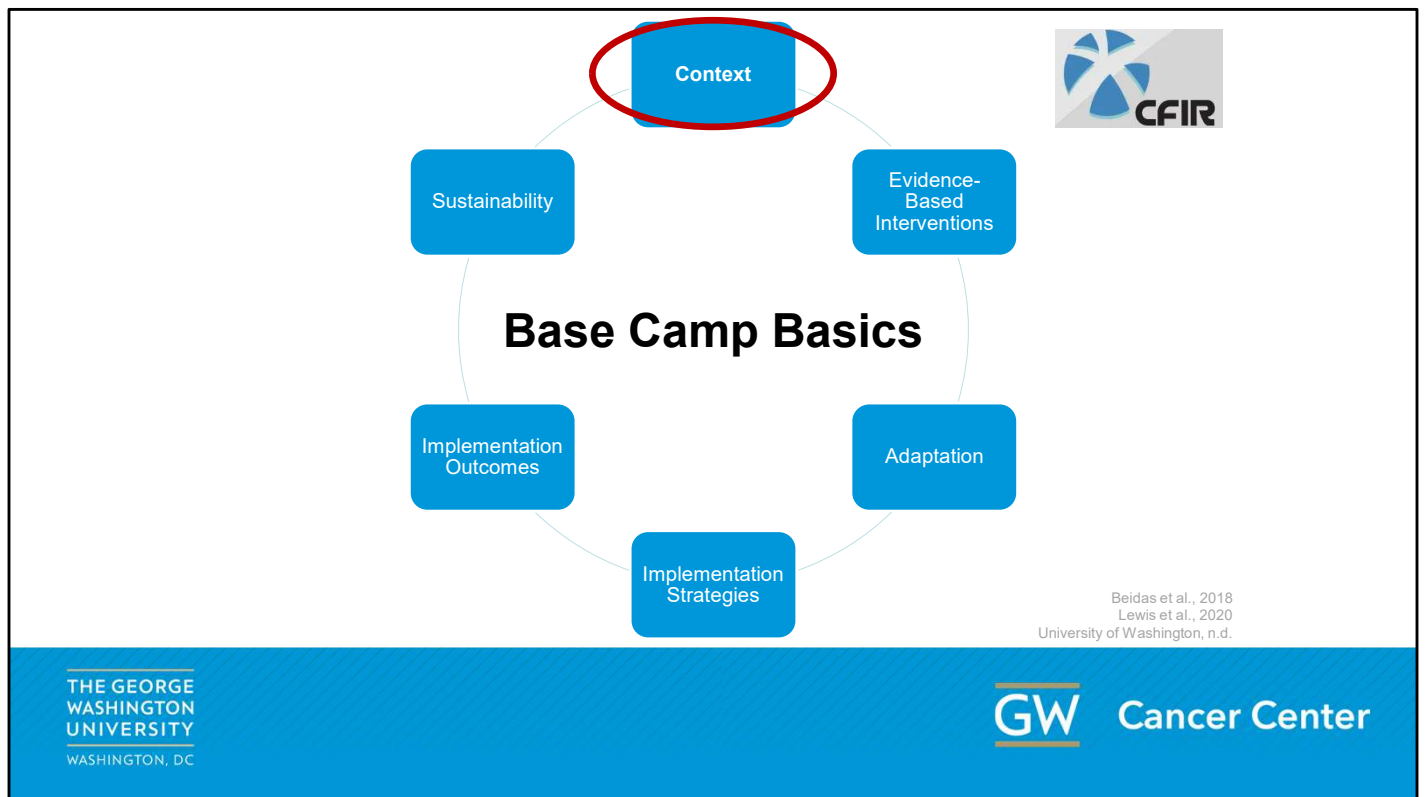 Context
CFIR
Evidence-
Based
Interventions
Sustainability
Base Camp Basics
Adaptation
Implementation
Outcomes
Implementation
Strategies
Beidas et al., 2018
Lewis et al., 2020
University of Washington, n.d.
THE GEORGE
WASHINGTON
UNIVERSITY
WASHINGTON, DC
GW Cancer Center